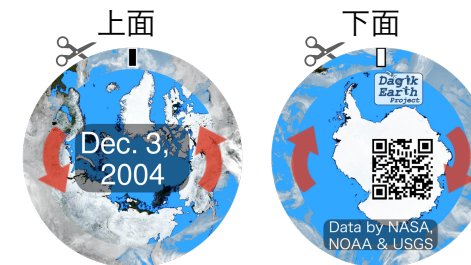 上面
下面
Dec. 3,
2004
Dagik
Earth
Project
Data by NASA,
NOAA & USGS